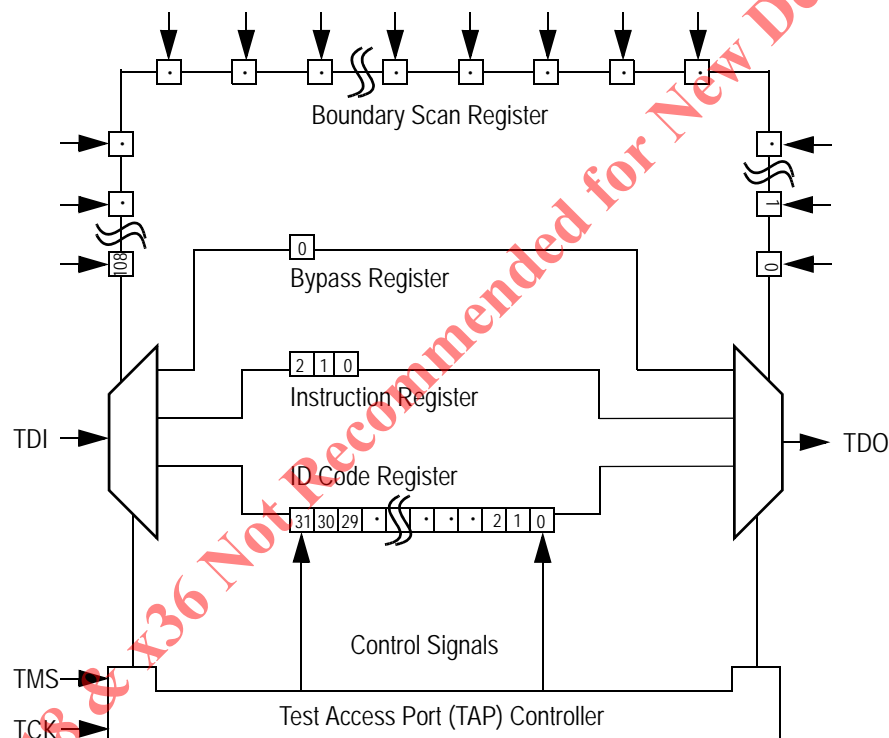 Boundary Scan Register
108
1
0
0
Bypass Register
2 1 0
Instruction Register
TDI
TDO
ID Code Register
31 30 29 · · · · 2 1 0
Control Signals
TMS
Test Access Port (TAP) Controller
TCK
8 & x36 Not Recommended for New De